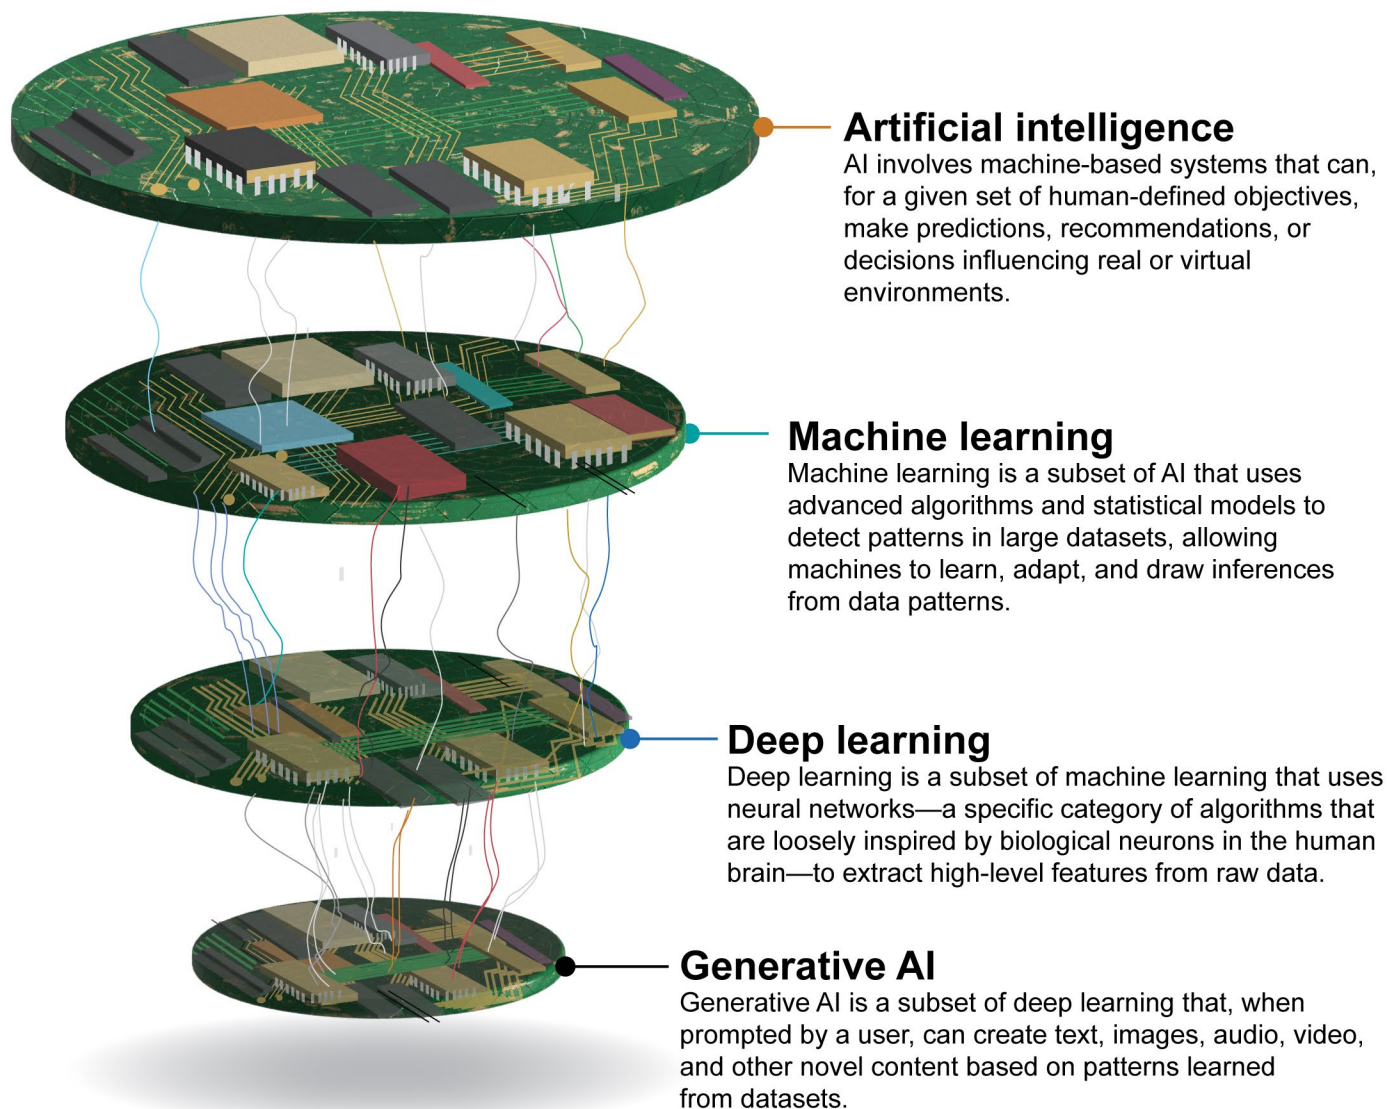 Artificial intelligence
AI involves machine-based systems that can,
for a given set of human-defined objectives,
make predictions, recommendations, or
decisions influencing real or virtual
environments.
Machine learning
Machine learning is a subset of AI that uses
advanced algorithms and statistical models to
detect patterns in large datasets, allowing
machines to learn, adapt, and draw inferences
from data patterns.
Deep learning
Deep learning is a subset of machine learning that uses
neural networks—a specific category of algorithms that
are loosely inspired by biological neurons in the human
brain—to extract high-level features from raw data.
Generative AI
Generative AI is a subset of deep learning that, when
prompted by a user, can create text, images, audio, video,
and other novel content based on patterns learned
from datasets.